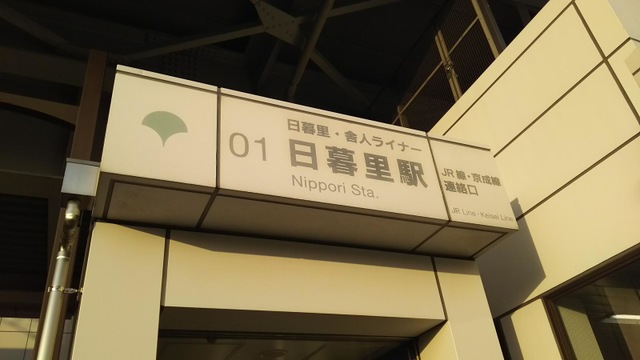 01
日暮里・舎人ライナー
日暮里駅
Nippori Sta.
JR線・京成線
連絡口
JR Line・Keisei Line